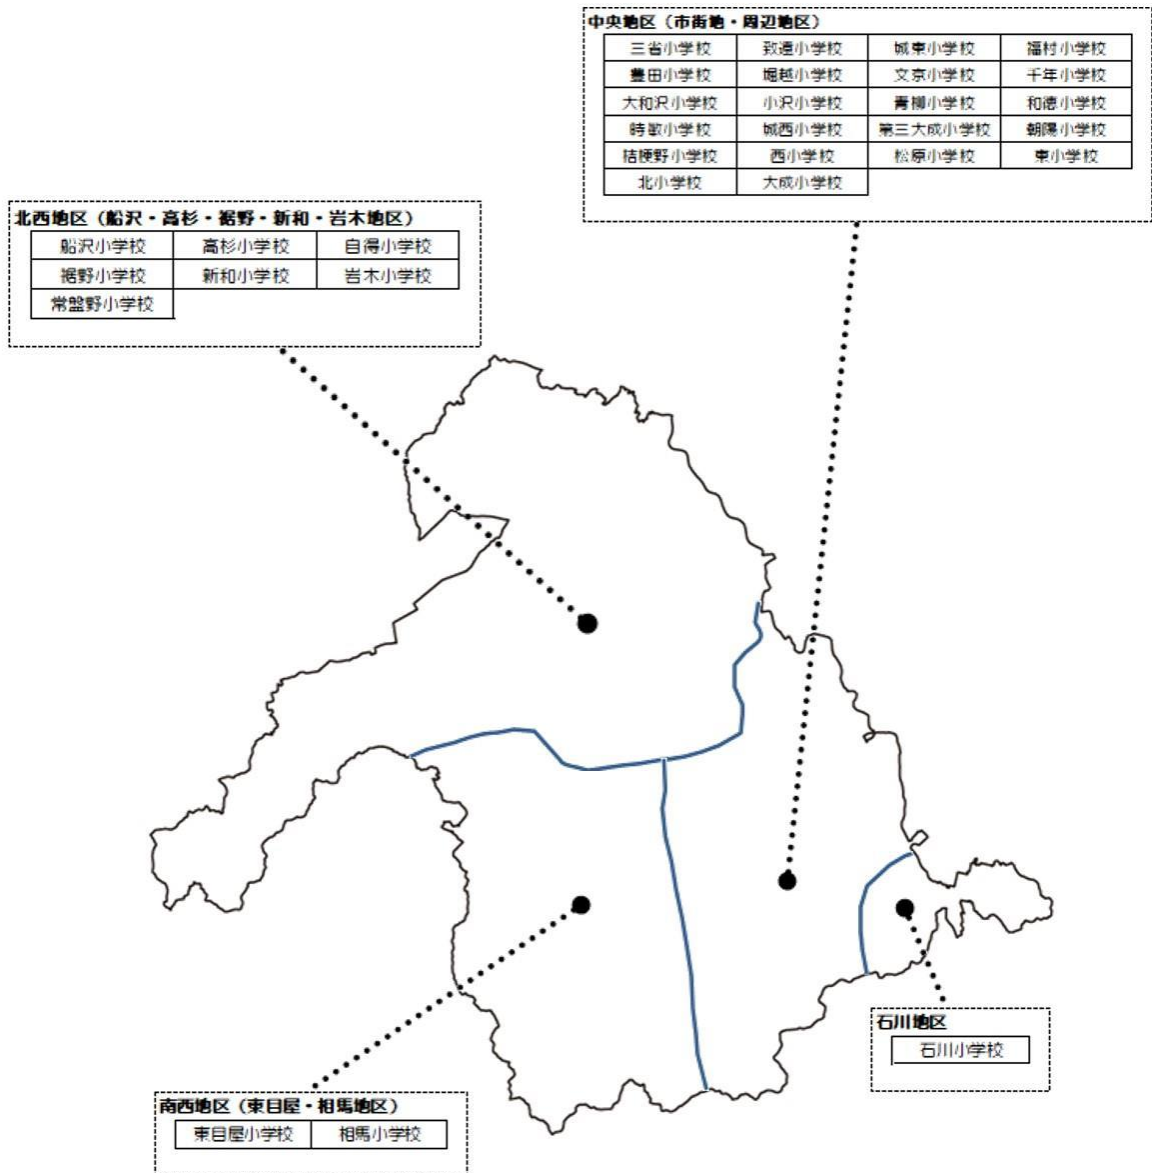 中央地区（市街地・周辺地区）
三省小学校 致遠小学校 城東小学校 福村小学校
豊田小学校 堀越小学校 文京小学校 千年小学校
大和沢小学校 小沢小学校 青柳小学校 和徳小学校
時敏小学校 城西小学校 第三大成小学校 朝陽小学校
桔梗野小学校 西小学校 松原小学校 東小学校
北小学校 大成小学校
北西地区（船沢・高杉・裾野・新和・岩木地区）
船沢小学校 高杉小学校 自得小学校
裾野小学校 新和小学校 岩木小学校
常盤野小学校
石川地区
石川小学校
南西地区（東目屋・相馬地区）
東目屋小学校 相馬小学校